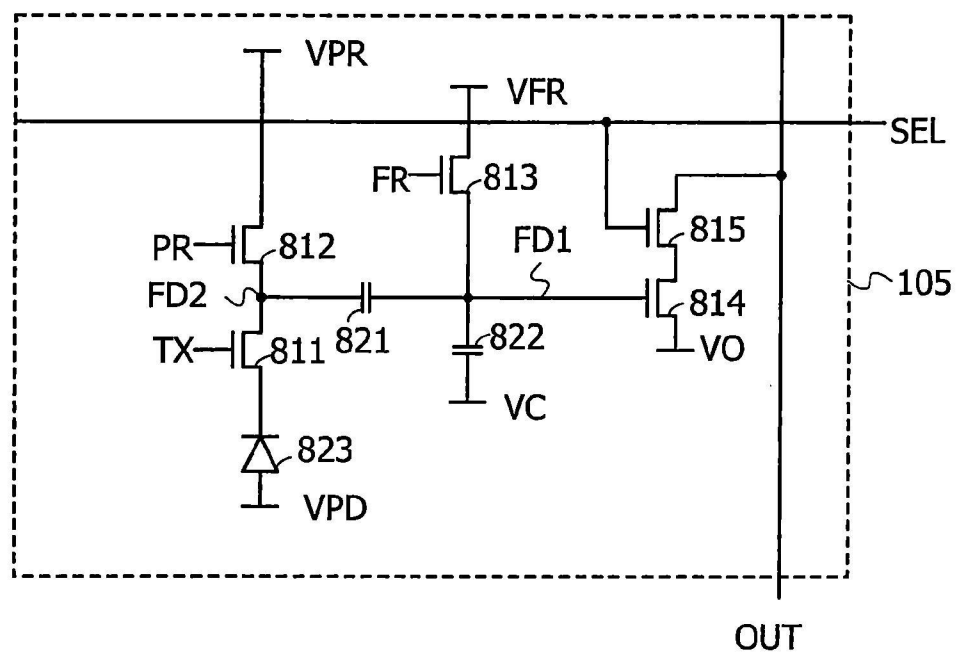 VPR
VFR
SEL
FR
813
PR
812
815
FD1
FD2
105
821
822
814
TX
811
VO
VC
823
VPD
OUT